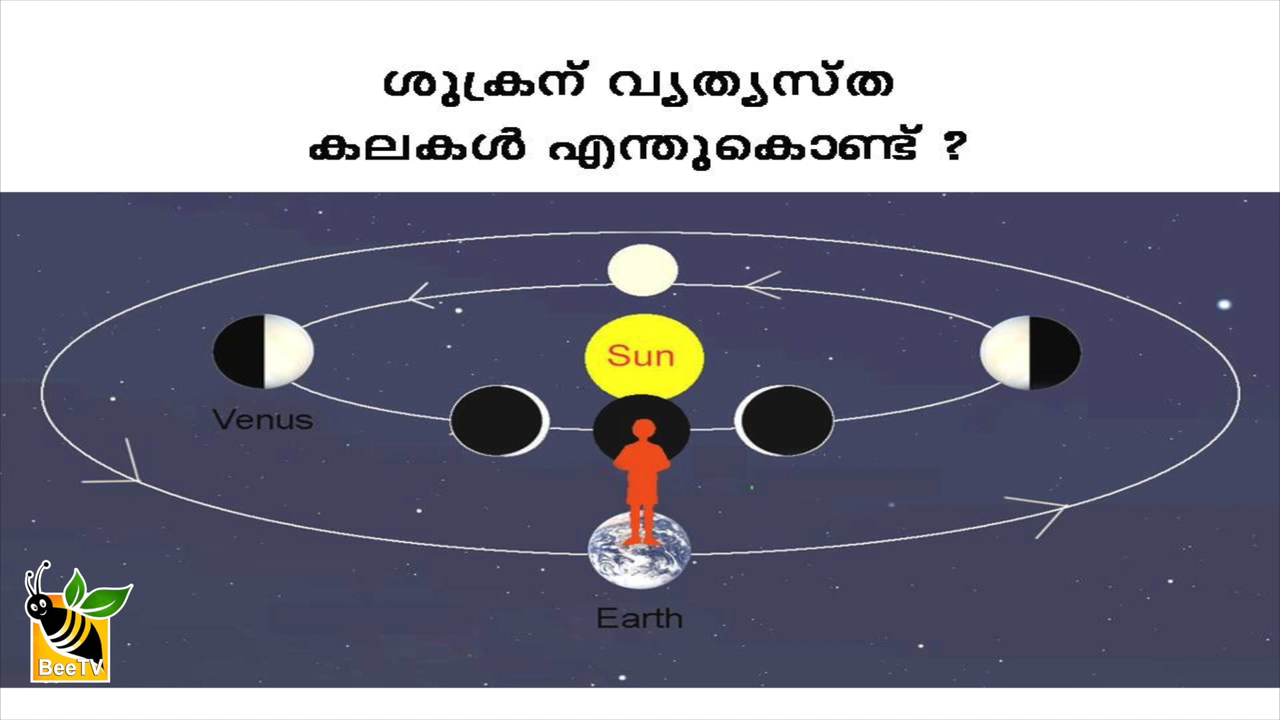 ശുക്രന് വ്യത്യസ്ത
കലകൾ എന്തുകൊണ്ട് ?
Sun
Venus
Earth
BeeTV